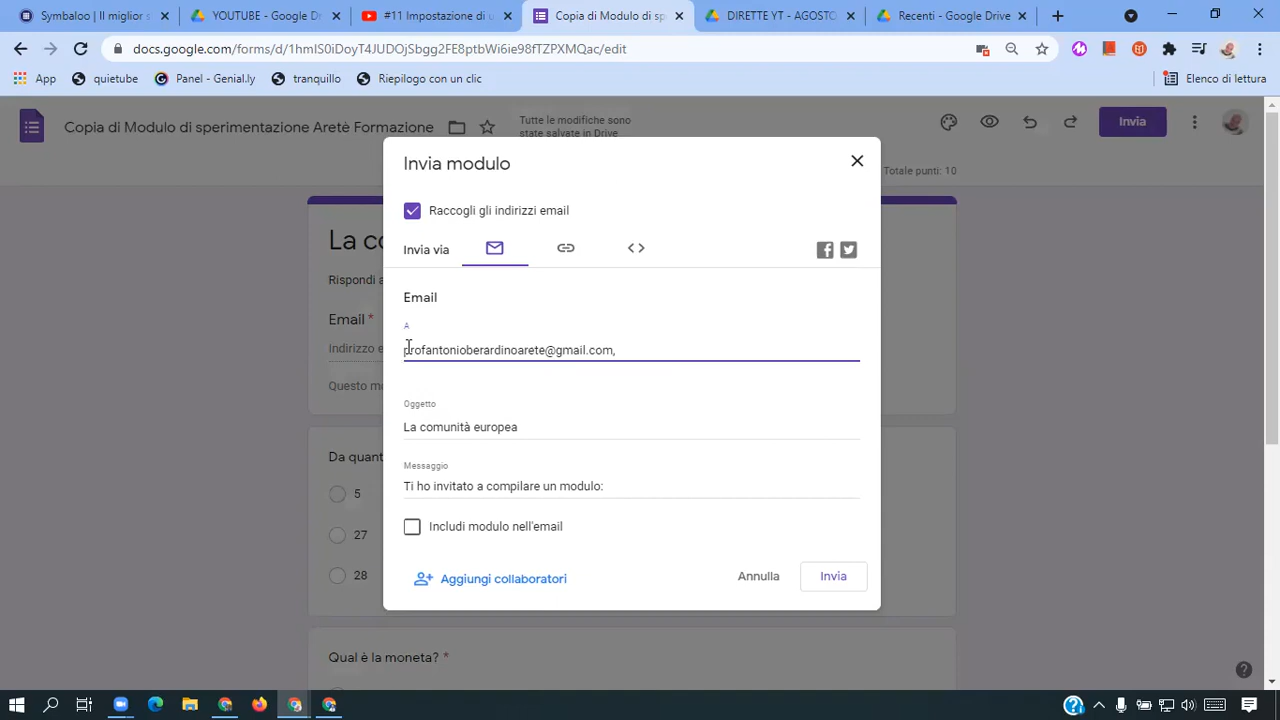 Symbaloo | Il miglior s
YOUTUBE - Google D
#11 Impostazione di u
Copia di Modulo di sp
DIRETTE YT - AGOSTO
Recenti - Google Drive
docs.google.com/forms/d/1hmIS0iDoyT4JUDOjSbgg2FE8ptbWi6ie98fTZPXMQac/edit
App
quietube
Panel - Genial.ly
tranquillo
Riepilogo con un clic
Elenco di lettura
Copia di Modulo di sperimentazione Aretè Formazione
Tutte le modifiche sono
state salvate in Drive
Invia
Totale punti: 10
Invia modulo
Raccogli gli indirizzi email
Invia via
Email
A
profantonioberardinoarete@gmail.com,
Oggetto
La comunità europea
Messaggio
Ti ho invitato a compilare un modulo:
Includi modulo nell'email
Aggiungi collaboratori
Annulla
Invia
La co
Rispondi a
Email *
indirizzo e
Questo mo
Da quant
5
27
28
Qual è la moneta? *